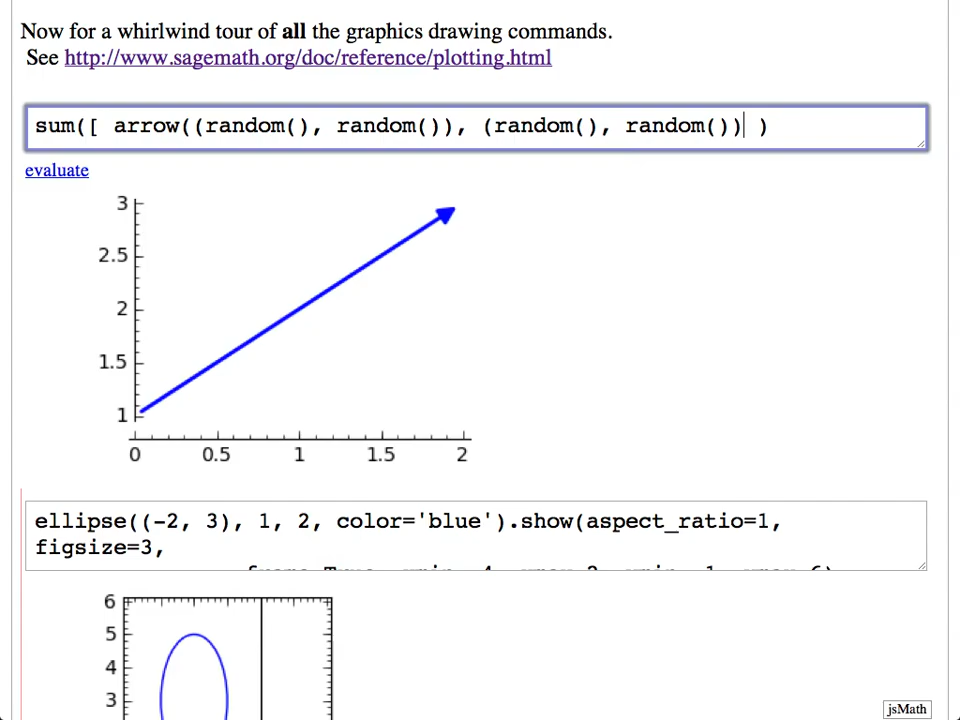 Now for a whirlwind tour of all the graphics drawing commands.
See http://www.sagemath.org/doc/reference/plotting.html
sum([ arrow((random(), random()), (random(), random()) )
evaluate
3
2.5
2
1.5
1
0 0.5 1 1.5 2
ellipse((-2, 3), 1, 2, color='blue').show(aspect_ratio=1,
figsize=3,
6
5
4
3
jsMath